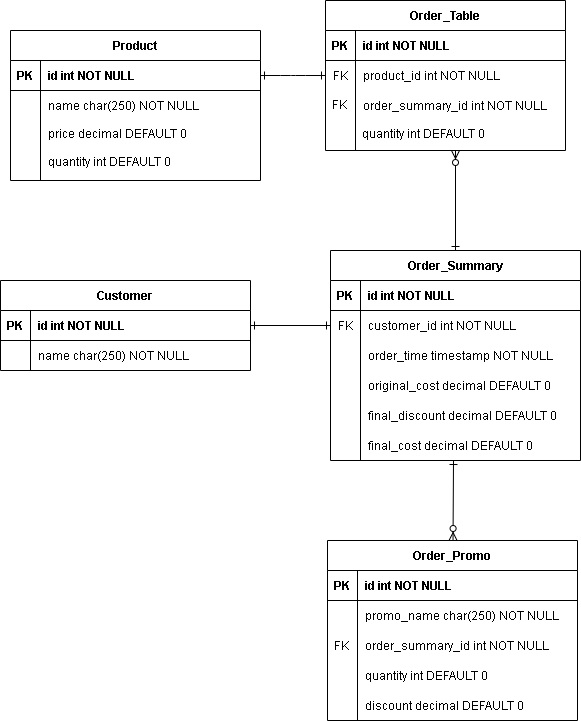 Order_Table
PK id int NOT NULL
FK product_id int NOT NULL
FK order_summary_id int NOT NULL
quantity int DEFAULT 0
Product
PK id int NOT NULL
name char(250) NOT NULL
price decimal DEFAULT 0
quantity int DEFAULT 0
Order_Summary
PK id int NOT NULL
FK customer_id int NOT NULL
order_time timestamp NOT NULL
original_cost decimal DEFAULT 0
final_discount decimal DEFAULT 0
final_cost decimal DEFAULT 0
Customer
PK id int NOT NULL
name char(250) NOT NULL
Order_Promo
PK id int NOT NULL
promo_name char(250) NOT NULL
FK order_summary_id int NOT NULL
quantity int DEFAULT 0
discount decimal DEFAULT 0